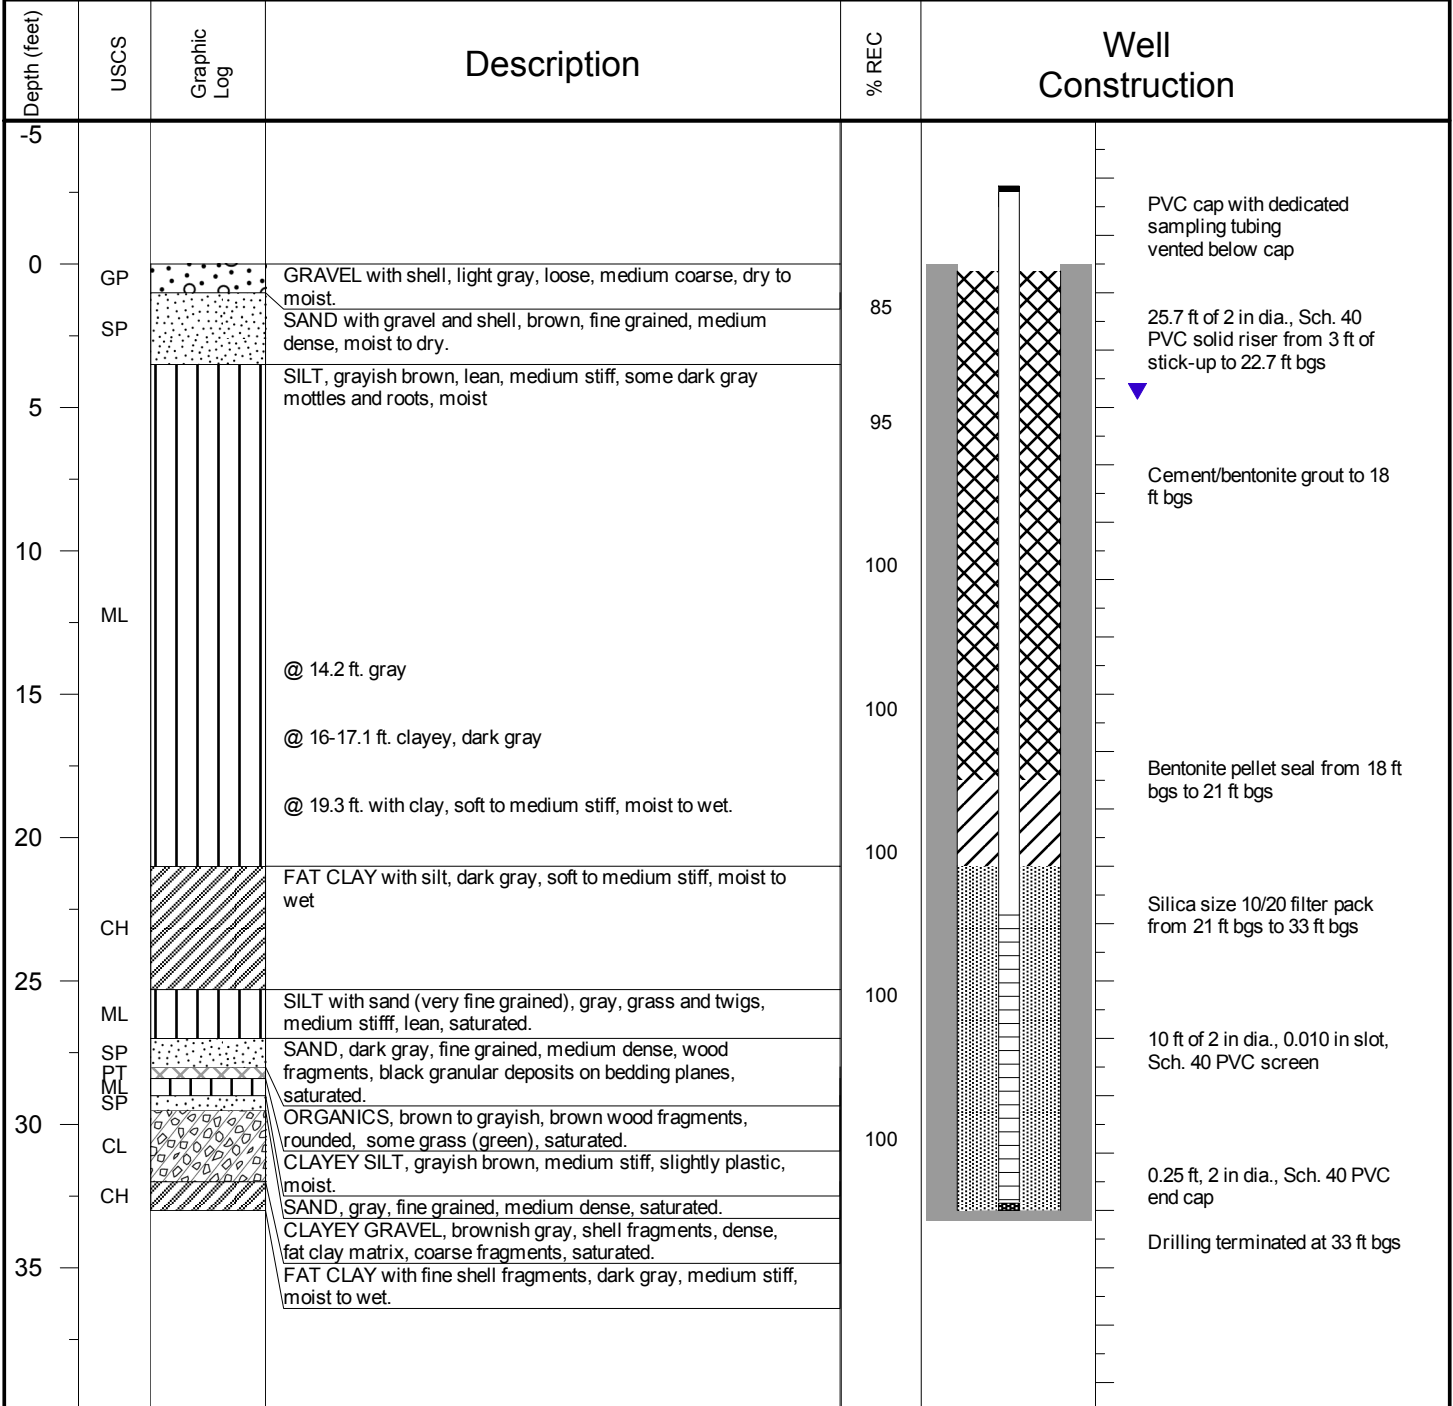 Depth (feet)
USCS
Graphic
Log
Description
% REC
Well
Construction
-5
0
5
10
15
20
25
30
35
GP
SP
ML
CH
ML
SP
PT
ML
SP
CL
CH
GRAVEL with shell, light gray, loose, medium coarse, dry to
moist.
SAND with gravel and shell, brown, fine grained, medium
dense, moist to dry.
SILT, grayish brown, lean, medium stiff, some dark gray
mottles and roots, moist
@ 14.2 ft. gray
@ 16-17.1 ft. clayey, dark gray
@ 19.3 ft. with clay, soft to medium stiff, moist to wet.
FAT CLAY with silt, dark gray, soft to medium stiff, moist to
wet
SILT with sand (very fine grained), gray, grass and twigs,
medium stifff, lean, saturated.
SAND, dark gray, fine grained, medium dense, wood
fragments, black granular deposits on bedding planes,
saturated.
ORGANICS, brown to grayish, brown wood fragments,
rounded, some grass (green), saturated.
CLAYEY SILT, grayish brown, medium stiff, slightly plastic,
moist.
SAND, gray, fine grained, medium dense, saturated.
CLAYEY GRAVEL, brownish gray, shell fragments, dense,
fat clay matrix, coarse fragments, saturated.
FAT CLAY with fine shell fragments, dark gray, medium stiff,
moist to wet.
85
95
100
100
100
100
100
PVC cap with dedicated
sampling tubing
vented below cap
25.7 ft of 2 in dia., Sch. 40
PVC solid riser from 3 ft of
stick-up to 22.7 ft bgs
Cement/bentonite grout to 18
ft bgs
Bentonite pellet seal from 18 ft
bgs to 21 ft bgs
Silica size 10/20 filter pack
from 21 ft bgs to 33 ft bgs
10 ft of 2 in dia., 0.010 in slot,
Sch. 40 PVC screen
0.25 ft, 2 in dia., Sch. 40 PVC
end cap
Drilling terminated at 33 ft bgs